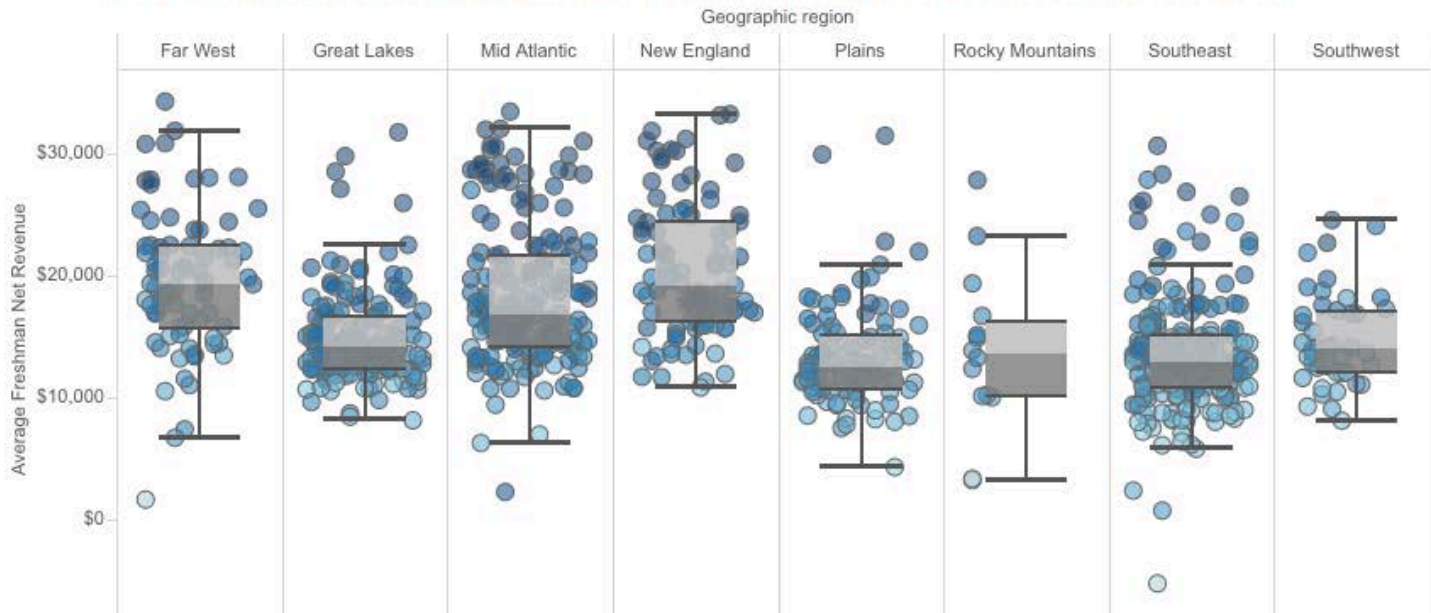 Geographic region
Far West Great Lakes Mid Atlantic New England Plains Rocky Mountains Southeast Southwest
Average Freshman Net Revenue
$30,000
$20,000
$10,000
$0